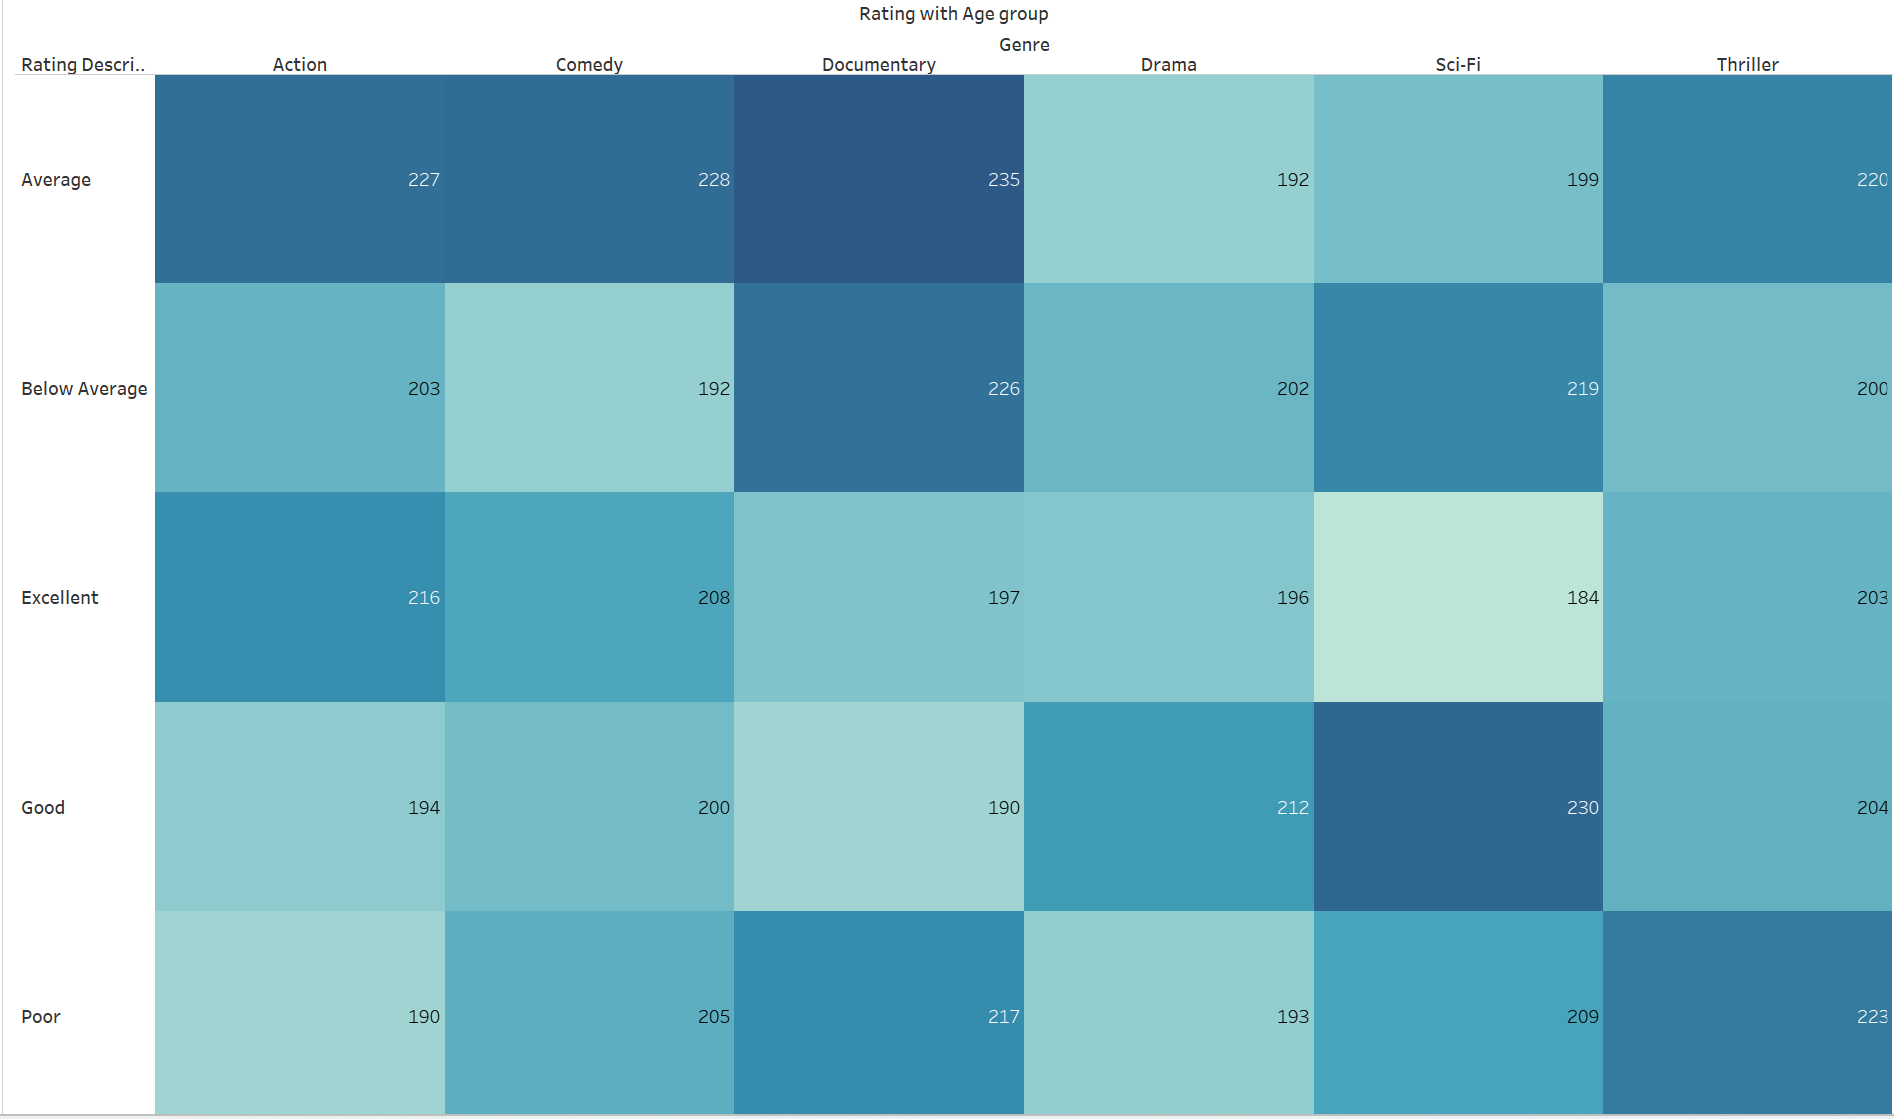 Rating with Age group
Genre
Rating Descri.. Action Comedy Documentary Drama Sci-Fi Thriller
Average 227 228 235 192 199 220
Below Average 203 192 226 202 219 200
Excellent 216 208 197 196 184 203
Good 194 200 190 212 230 204
Poor 190 205 217 193 209 223